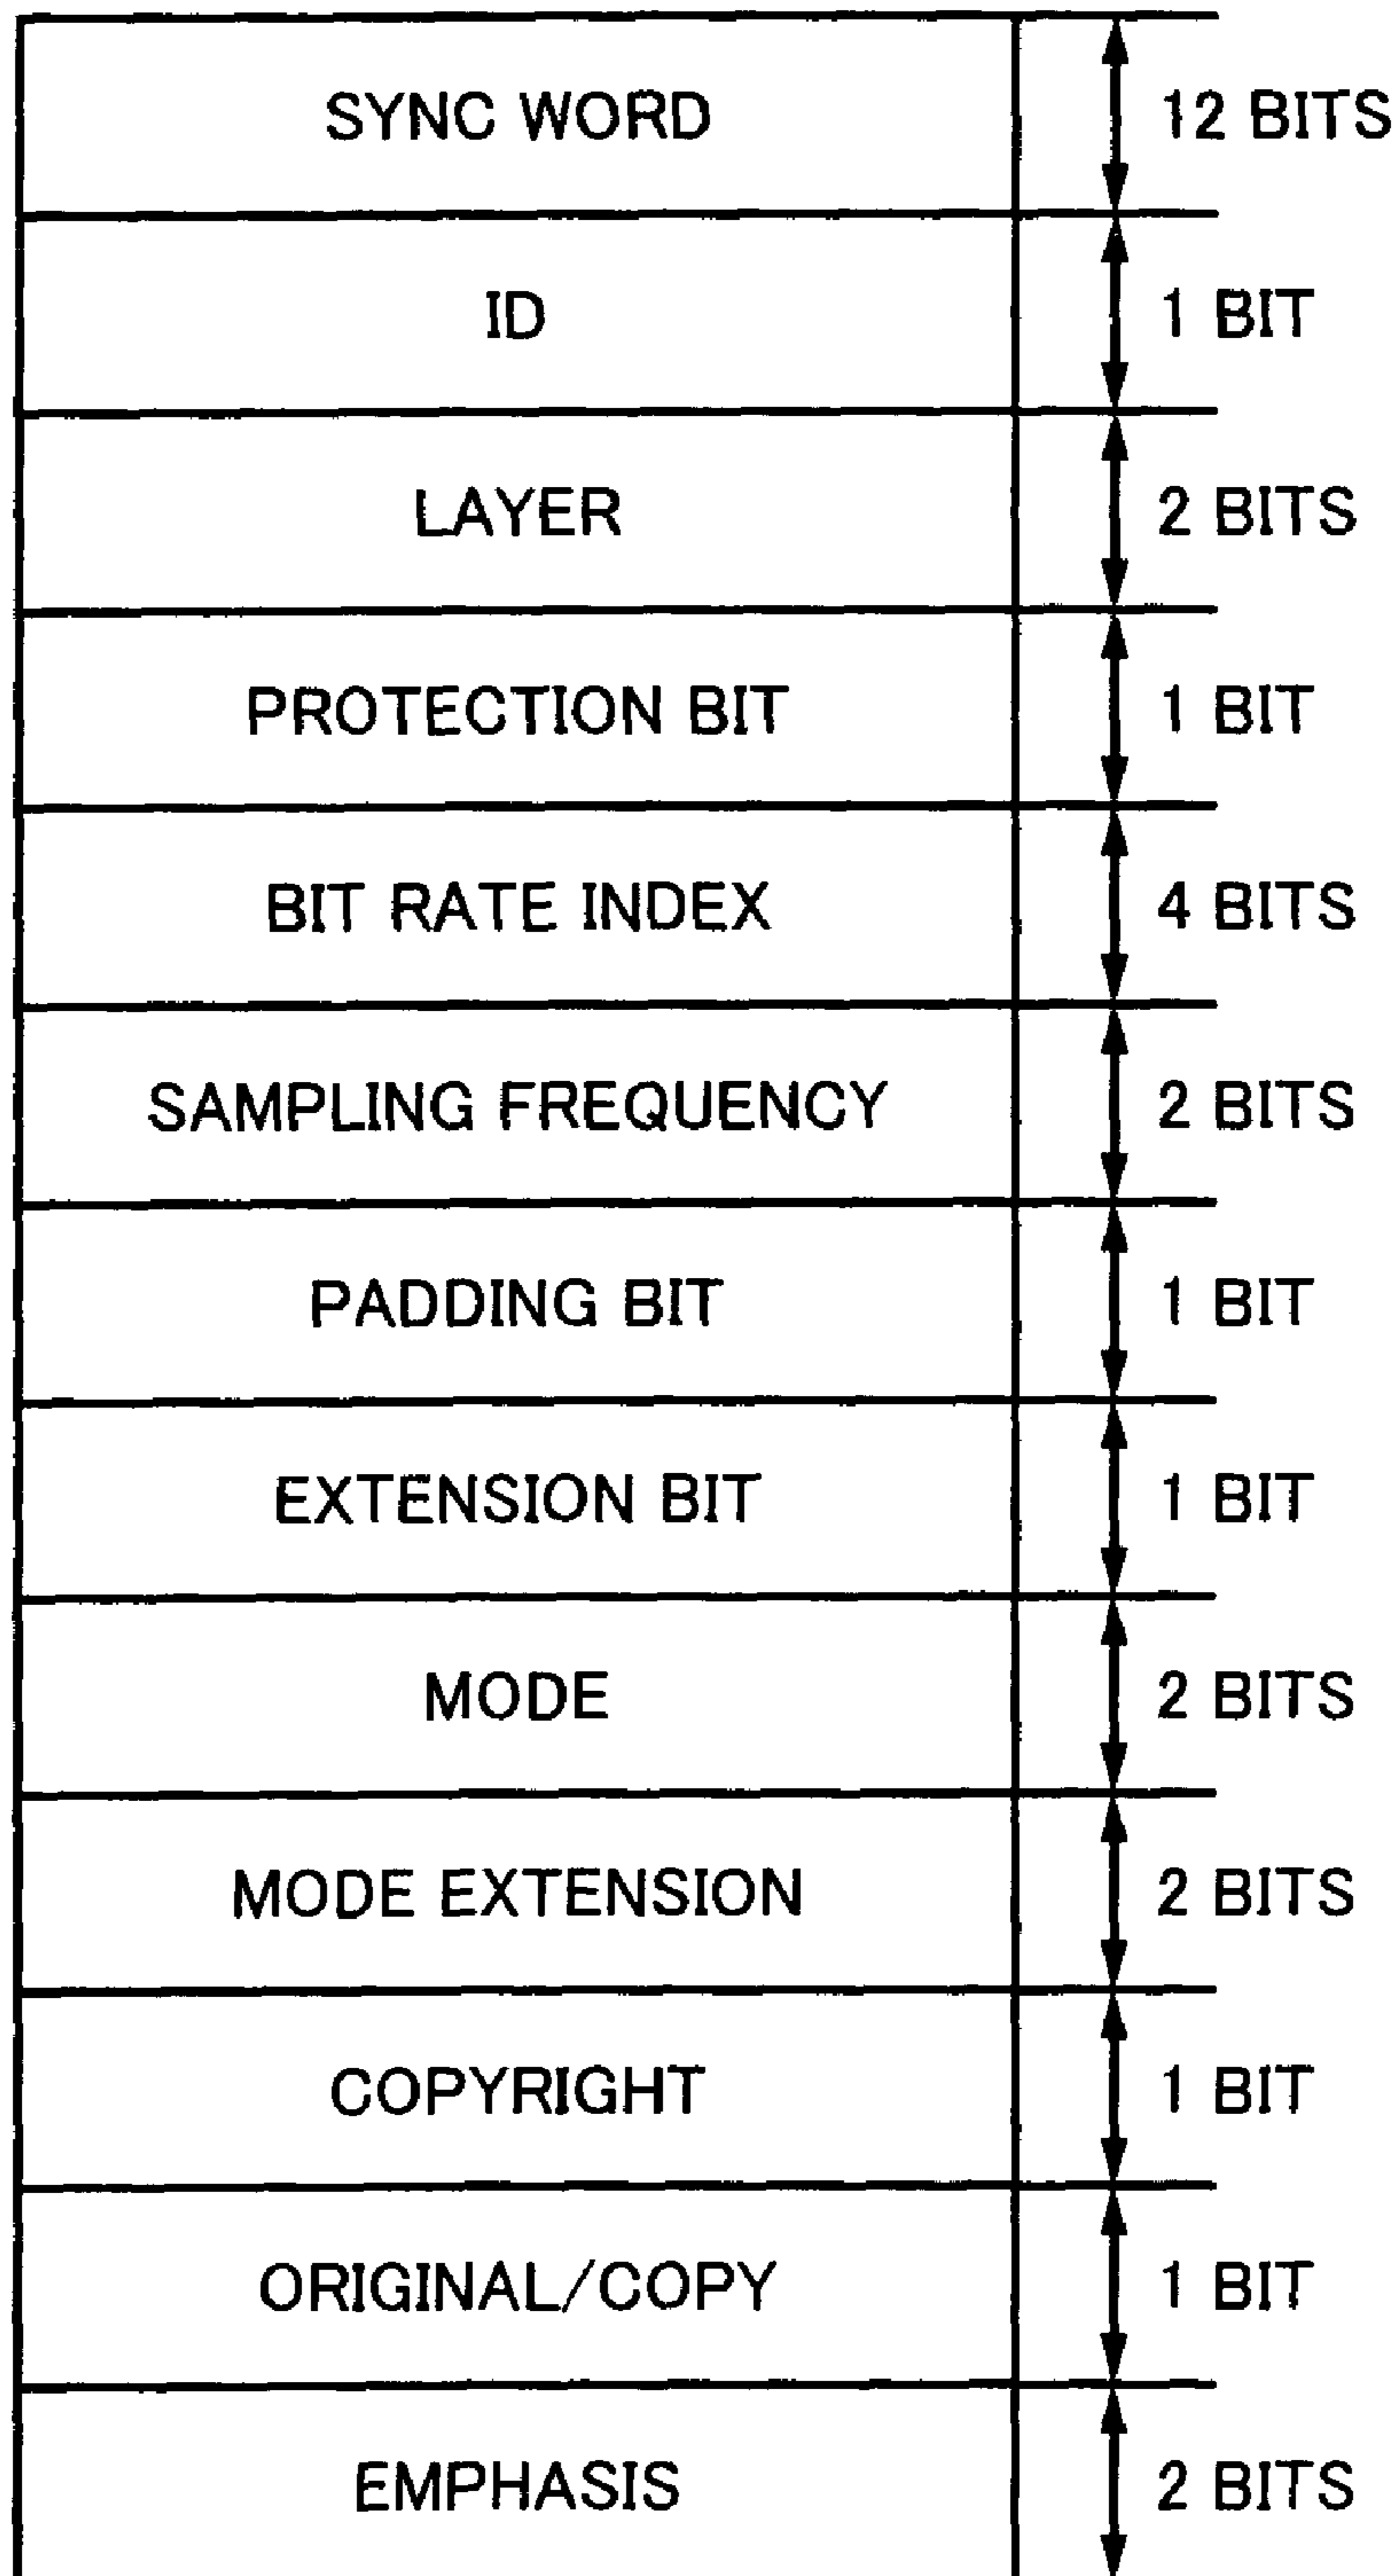 SYNC WORD 12 BITS
ID 1 BIT
LAYER 2 BITS
PROTECTION BIT 1 BIT
BIT RATE INDEX 4 BITS
SAMPLING FREQUENCY 2 BITS
PADDING BIT 1 BIT
EXTENSION BIT 1 BIT
MODE 2 BITS
MODE EXTENSION 2 BITS
COPYRIGHT 1 BIT
ORIGINAL/COPY 1 BIT
EMPHASIS 2 BITS